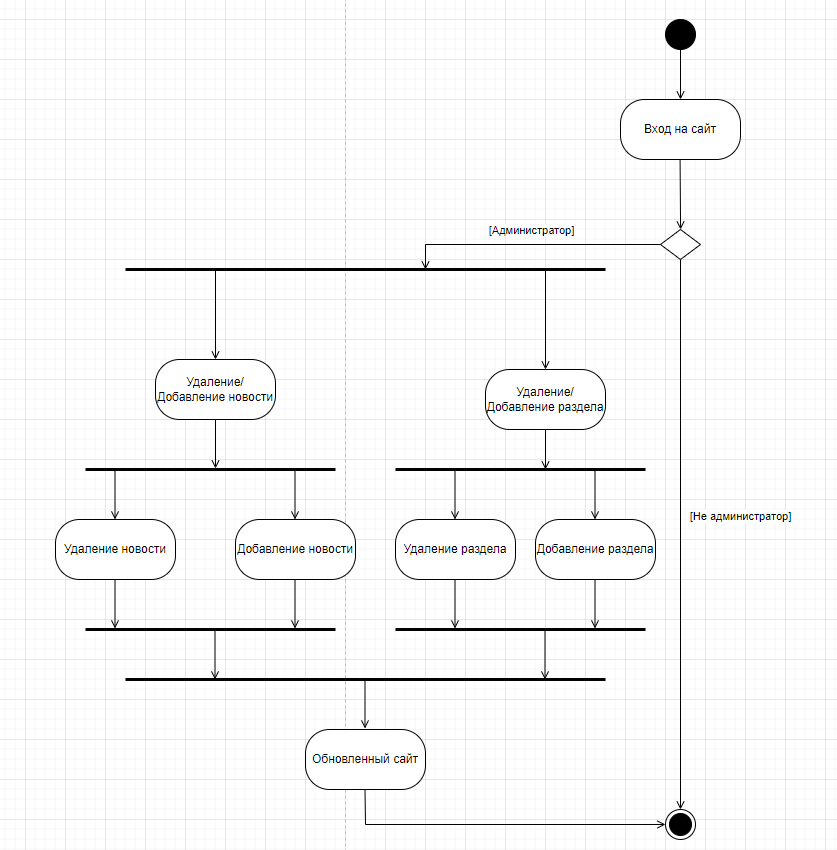 Вход на сайт
[Администратор]
Удаление/
Добавление новости
Удаление/
Добавление раздела
[Не администратор]
Удаление новости
Добавление новости
Удаление раздела
Добавление раздела
Обновленный сайт